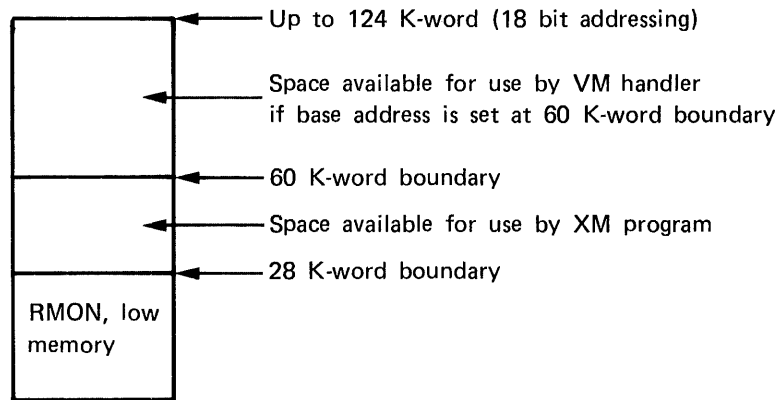 Up to 124 K-word (18 bit addressing)
Space available for use by VM handler
if base address is set at 60 K-word boundary
60 K-word boundary
Space available for use by XM program
28 K-word boundary
RMON, low
memory